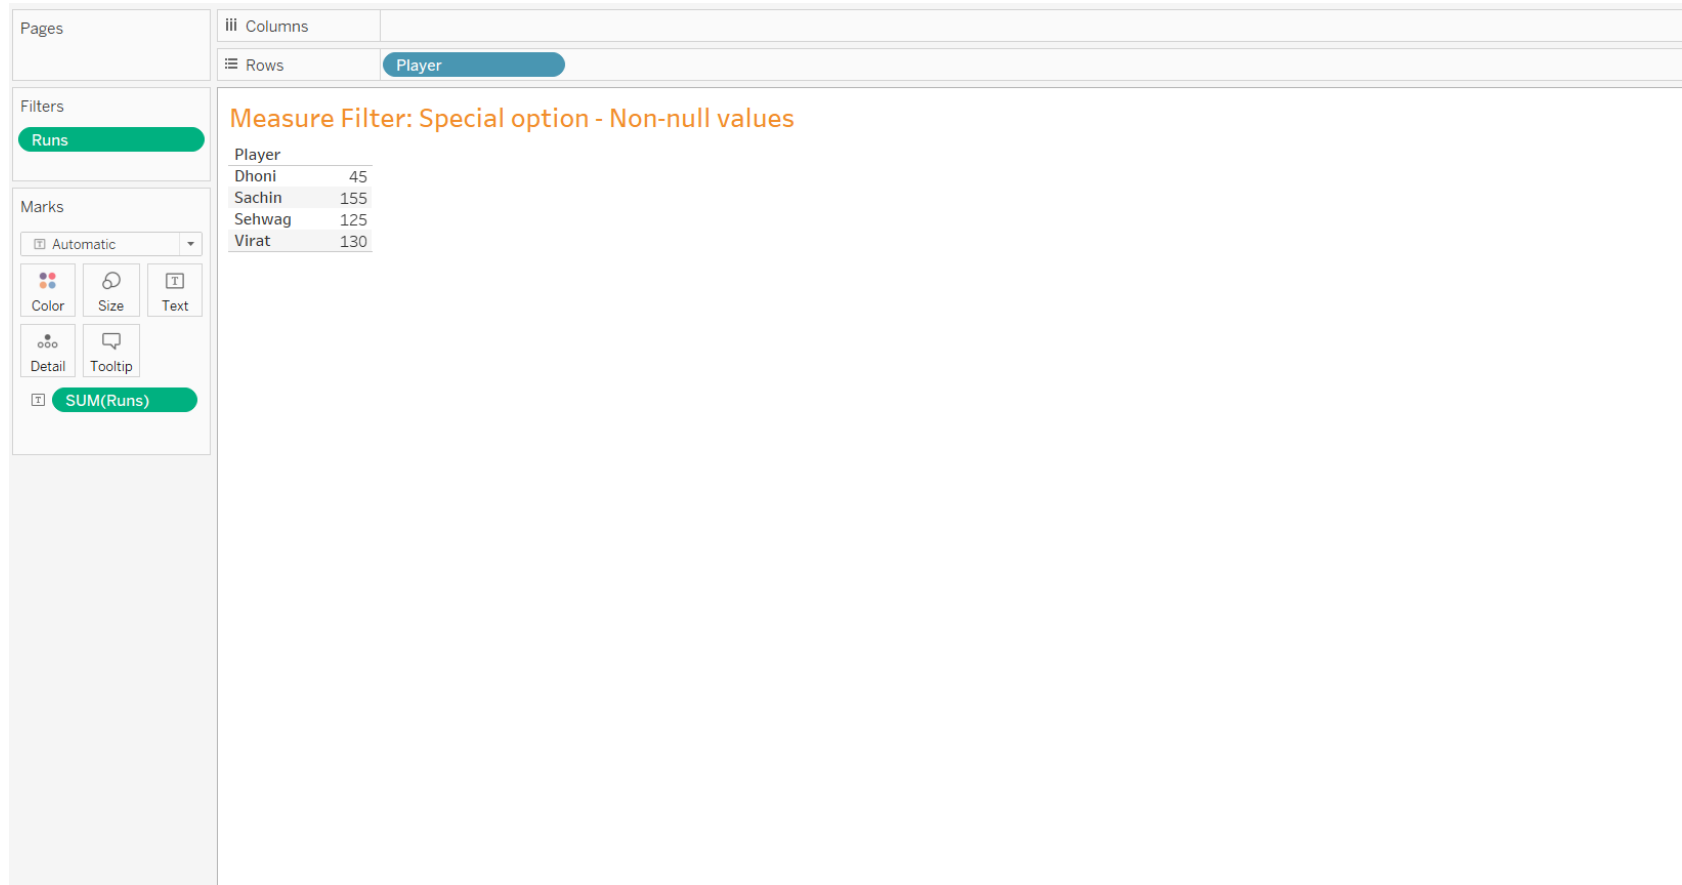 Pages
Columns
Rows Player
Filters
Runs
Measure Filter: Special option - Non-null values
Player
Dhoni 45
Sachin 155
Sehwag 125
Virat 130
Marks
T Automatic
Color Size T Text
Detail Tooltip
T SUM(Runs)